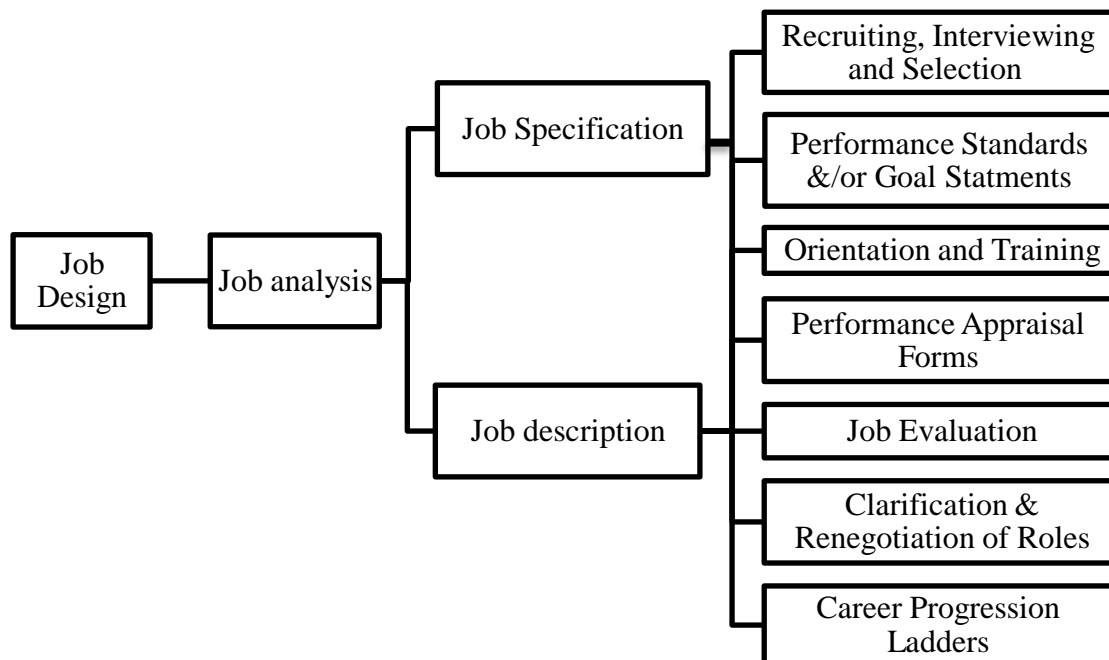 Job
Design
Job analysis
Job Specification
Job description
Recruiting, Interviewing
and Selection
Performance Standards
&/or Goal Statments
Orientation and Training
Performance Appraisal
Forms
Job Evaluation
Clarification &
Renegotiation of Roles
Career Progression
Ladders